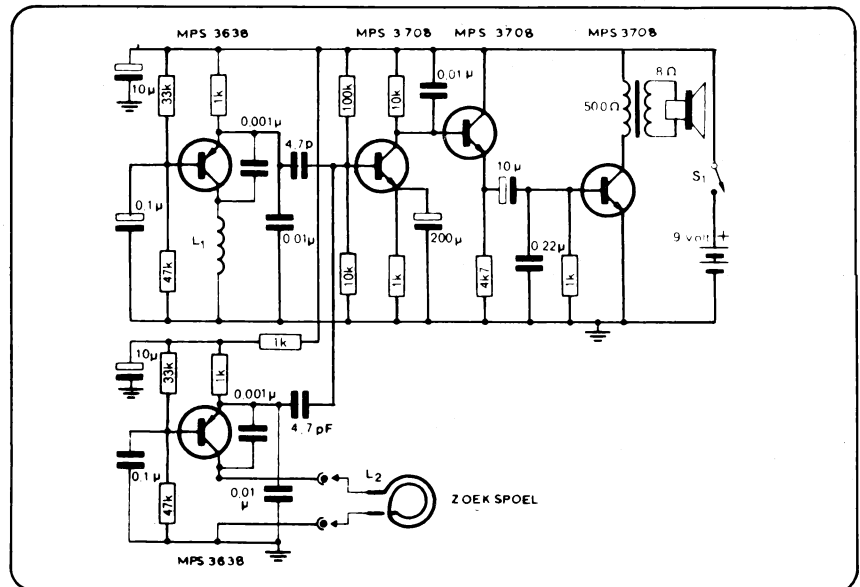 MPS 3638
MPS 3708
MPS 3708
MPS 3708
10µ
33k
1k
0,001µ
4,7p
100k
10k
0,01µ
500Ω
8Ω
0,1µ
L1
47k
0,01µ
10k
200µ
1k
10µ
4k7
0,22µ
1k
S1
9 volt
+
10µ
33k
1k
1k
0,001µ
4,7pF
0,1µ
47k
0,01
µ
L2
ZOEK SPOEL
MPS 3638